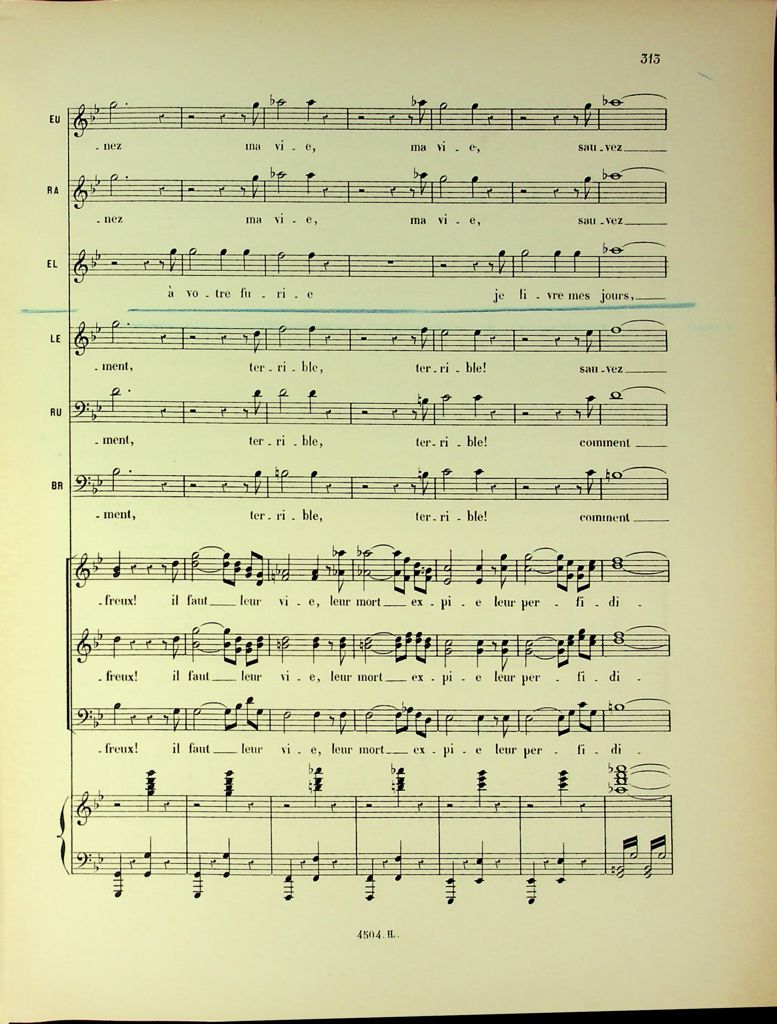 313
EU
- nez ma vi - e, ma vi - e, sau - vez
RA
- nez ma vi - e, ma vi - e, sau - vez
EL
à vo - tre fu - ri - e je li - vre mes jours,
LE
- ment, ter - ri - ble, ter - ri - ble! sau - vez
RU
- ment, ter - ri - ble, ter - ri - ble! comment
BR
- ment, ter - ri - ble, ter - ri - ble! comment
- freux! il faut leur vi - e, leur mort ex - pi - e leur per - fi - di -
- freux! il faut leur vi - e, leur mort ex - pi - e leur per - fi - di -
- freux! il faut leur vi - e, leur mort ex - pi - e leur per - fi - di -
4504. H.